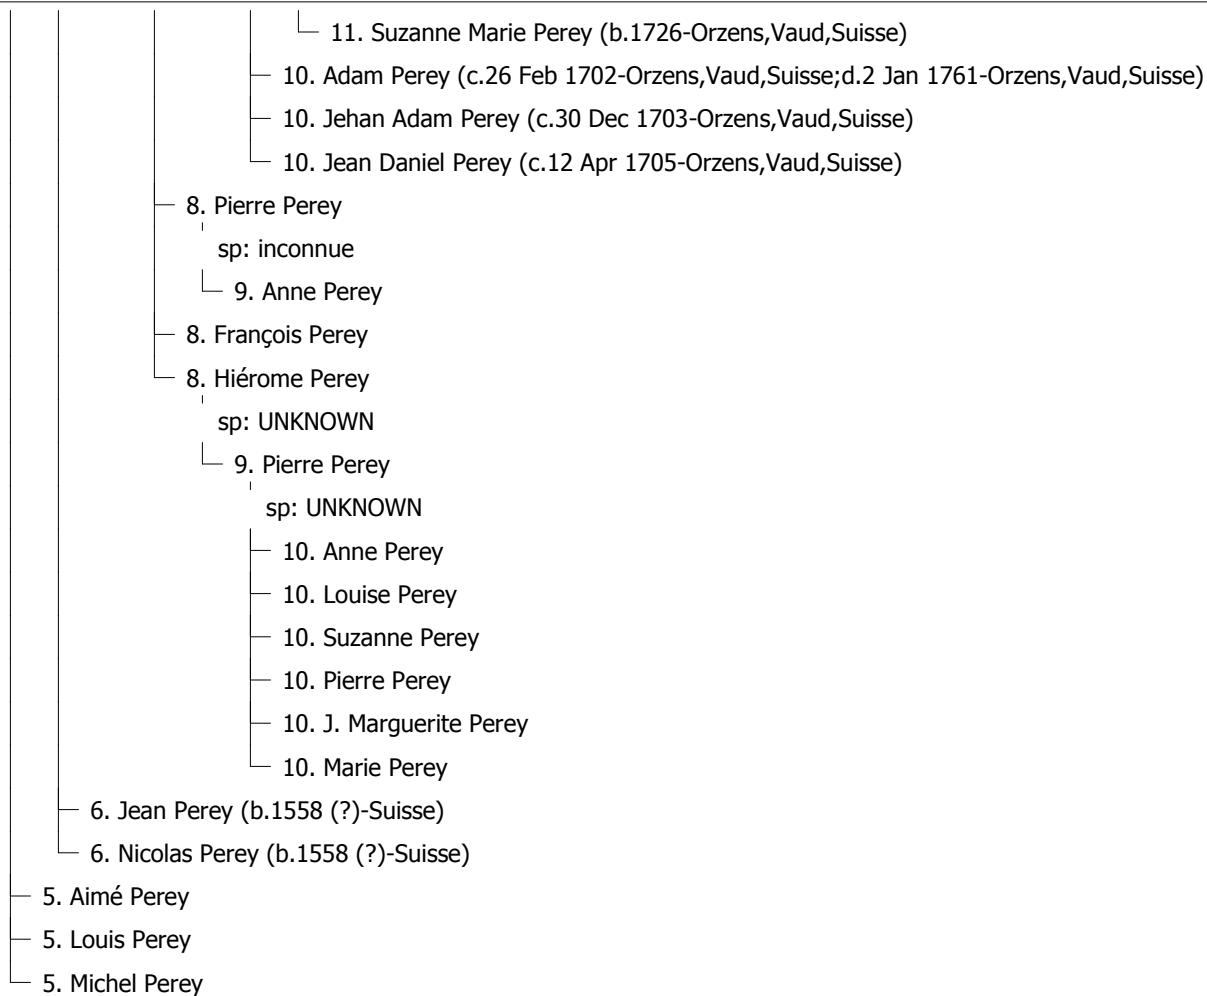 11. Suzanne Marie Perey (b.1726-Orzens,Vaud,Suisse)
10. Adam Perey (c.26 Feb 1702-Orzens,Vaud,Suisse;d.2 Jan 1761-Orzens,Vaud,Suisse)
10. Jehan Adam Perey (c.30 Dec 1703-Orzens,Vaud,Suisse)
10. Jean Daniel Perey (c.12 Apr 1705-Orzens,Vaud,Suisse)
8. Pierre Perey
sp: inconnue
9. Anne Perey
8. François Perey
8. Hiérome Perey
sp: UNKNOWN
9. Pierre Perey
sp: UNKNOWN
10. Anne Perey
10. Louise Perey
10. Suzanne Perey
10. Pierre Perey
10. J. Marguerite Perey
10. Marie Perey
6. Jean Perey (b.1558 (?)-Suisse)
6. Nicolas Perey (b.1558 (?)-Suisse)
5. Aimé Perey
5. Louis Perey
5. Michel Perey